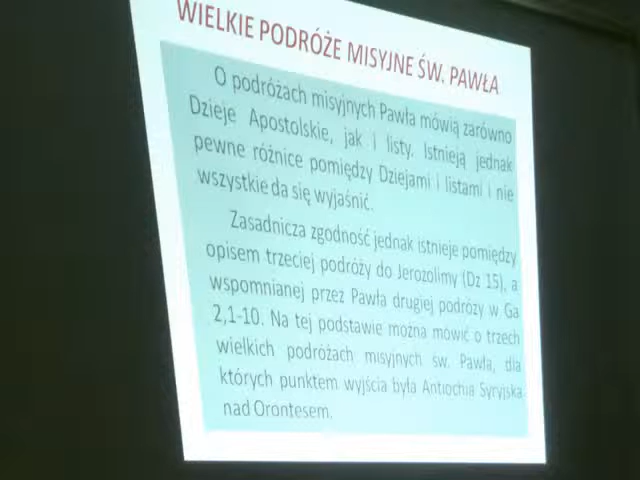 WIELKIE PODRÓŻE MISYJNE ŚW. PAWŁA
O podróżach misyjnych Pawła mówią zarówno
Dzieje Apostolskie, jak i listy. Istnieją jednak
pewne różnice pomiędzy Dziejami i listami i nie
wszystkie da się wyjaśnić.
Zasadnicza zgodność jednak istnieje pomiędzy
opisem trzeciej podróży do Jerozolimy (Dz 15), a
wspomnianej przez Pawła drugiej podróży w Ga
2,1-10. Na tej podstawie można mówić o trzech
wielkich podróżach misyjnych św. Pawła, dla
których punktem wyjścia była Antiochia Syryjska
nad Orontesem.